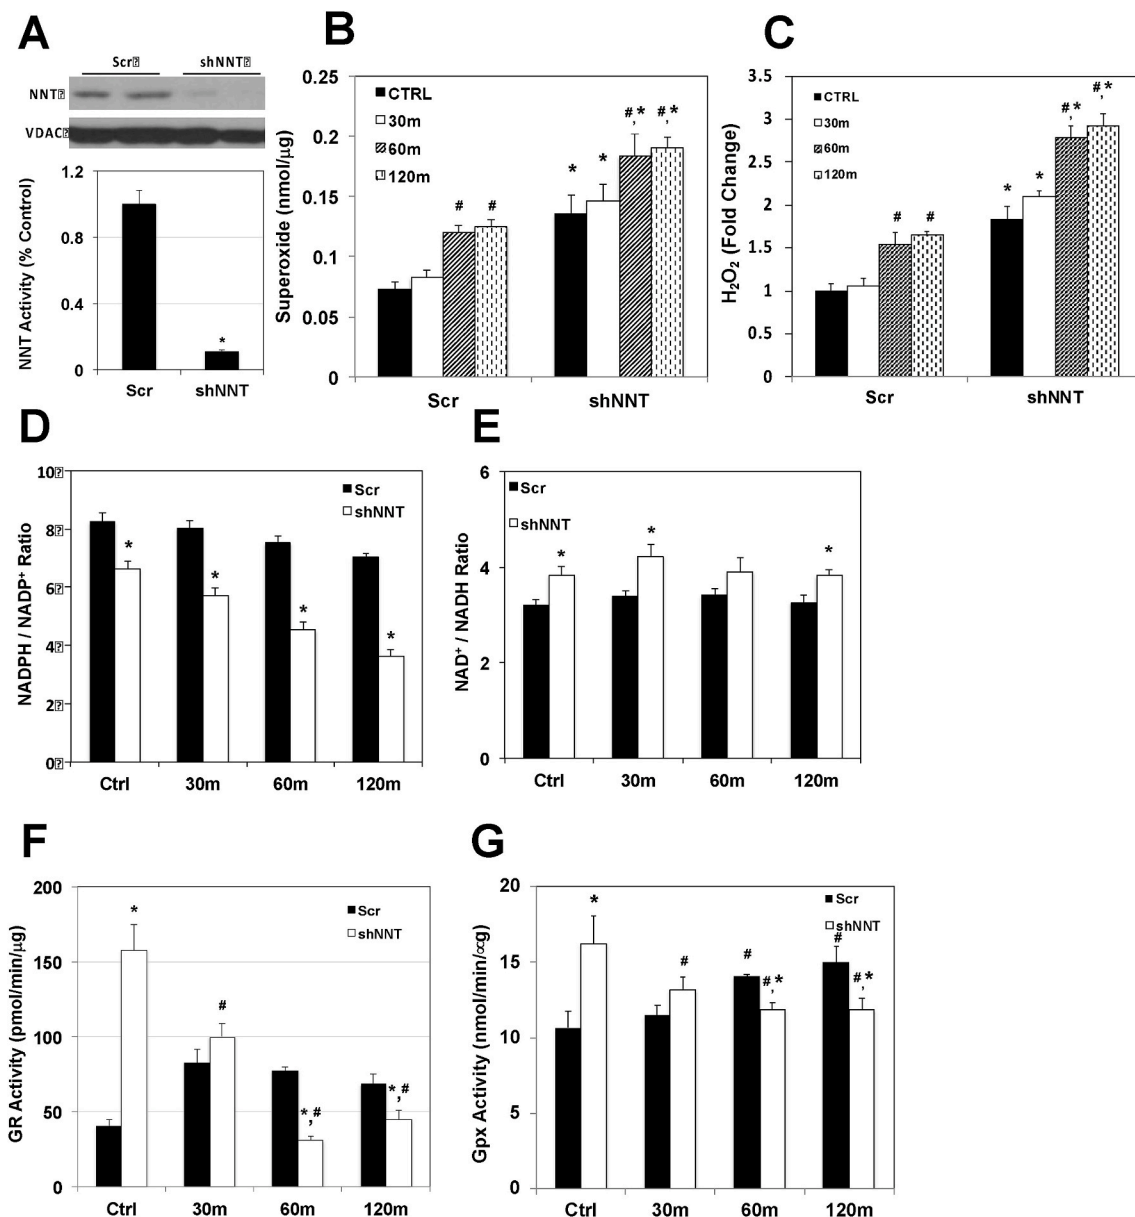 A
Scr shNNT
NNT
VDAC
NNT Activity (% Control)
1.2
0.8
0.4
0
*
Scr shNNT
B
Superoxide (nmol/μg)
0.25
0.2
0.15
0.1
0.05
0
CTRL
30m
60m
120m
# #
* * #,* #,*
Scr shNNT
C
H2O2 (Fold Change)
3.5
3
2.5
2
1.5
1
0.5
0
CTRL
30m
60m
120m
# #
* * #,* #,*
Scr shNNT
D
NADPH / NADP+ Ratio
10
8
6
4
2
0
Scr
shNNT
* * * *
Ctrl 30m 60m 120m
E
NAD+ / NADH Ratio
6
4
2
0
Scr
shNNT
* * *
Ctrl 30m 60m 120m
F
GR Activity (pmol/min/μg)
200
150
100
50
0
Scr
shNNT
* # *,# *,#
Ctrl 30m 60m 120m
G
Gpx Activity (nmol/min/∝g)
20
15
10
5
0
Scr
shNNT
* # # #,* # #,*
Ctrl 30m 60m 120m